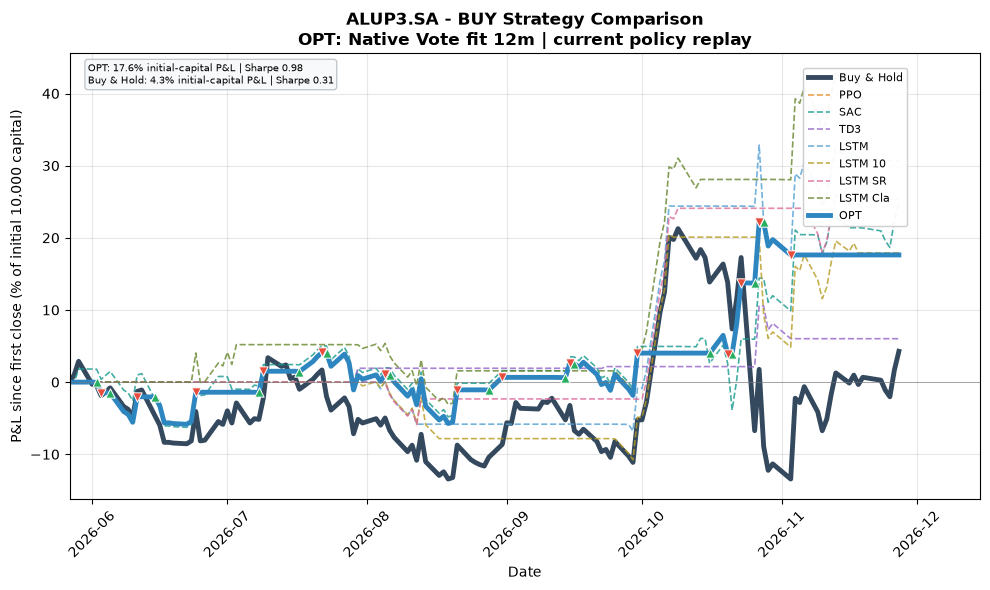 ALUP3.SA - BUY Strategy Comparison
OPT: Native Vote fit 12m | current policy replay
OPT: 17.6% initial-capital P&L | Sharpe 0.98
Buy & Hold: 4.3% initial-capital P&L | Sharpe 0.31
Buy & Hold
PPO
SAC
TD3
LSTM
LSTM 10
LSTM SR
LSTM Cla
OPT
P&L since first close (% of initial 10,000 capital)
40
30
20
10
0
−10
2026-06
2026-07
2026-08
2026-09
2026-10
2026-11
2026-12
Date